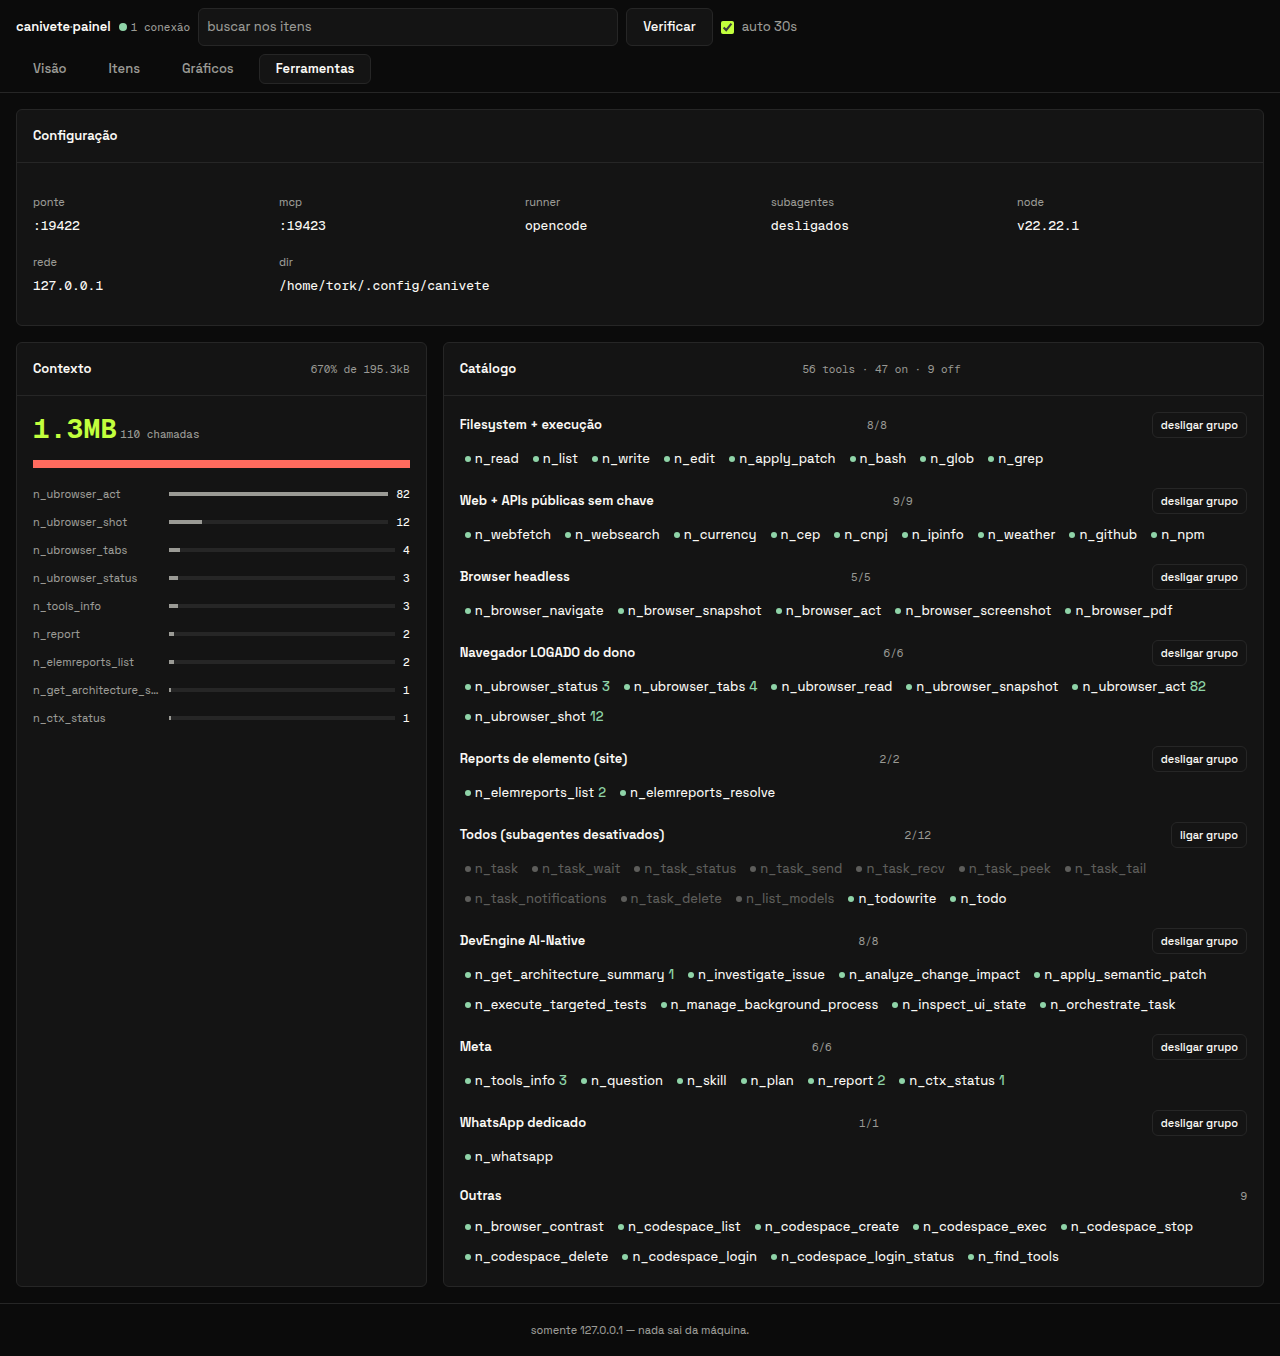 canivete·painel 1 conexão buscar nos itens Verificar auto 30s
Visão Itens Gráficos Ferramentas
Configuração
ponte mcp runner subagentes node
:19422 :19423 opencode desligados v22.22.1
rede dir
127.0.0.1 /home/tork/.config/canivete
Contexto 670% de 195.3kB
1.3MB 110 chamadas
n_ubrowser_act 82
n_ubrowser_shot 12
n_ubrowser_tabs 4
n_ubrowser_status 3
n_tools_info 3
n_report 2
n_elemreports_list 2
n_get_architecture_s… 1
n_ctx_status 1
Catálogo 56 tools · 47 on · 9 off
Filesystem + execução 8/8 desligar grupo
n_read n_list n_write n_edit n_apply_patch n_bash n_glob n_grep
Web + APIs públicas sem chave 9/9 desligar grupo
n_webfetch n_websearch n_currency n_cep n_cnpj n_ipinfo n_weather n_github n_npm
Browser headless 5/5 desligar grupo
n_browser_navigate n_browser_snapshot n_browser_act n_browser_screenshot n_browser_pdf
Navegador LOGADO do dono 6/6 desligar grupo
n_ubrowser_status 3 n_ubrowser_tabs 4 n_ubrowser_read n_ubrowser_snapshot n_ubrowser_act 82
n_ubrowser_shot 12
Reports de elemento (site) 2/2 desligar grupo
n_elemreports_list 2 n_elemreports_resolve
Todos (subagentes desativados) 2/12 ligar grupo
n_task n_task_wait n_task_status n_task_send n_task_recv n_task_peek n_task_tail
n_task_notifications n_task_delete n_list_models n_todowrite n_todo
DevEngine AI-Native 8/8 desligar grupo
n_get_architecture_summary 1 n_investigate_issue n_analyze_change_impact n_apply_semantic_patch
n_execute_targeted_tests n_manage_background_process n_inspect_ui_state n_orchestrate_task
Meta 6/6 desligar grupo
n_tools_info 3 n_question n_skill n_plan n_report 2 n_ctx_status 1
WhatsApp dedicado 1/1 desligar grupo
n_whatsapp
Outras 9
n_browser_contrast n_codespace_list n_codespace_create n_codespace_exec n_codespace_stop
n_codespace_delete n_codespace_login n_codespace_login_status n_find_tools
somente 127.0.0.1 — nada sai da máquina.